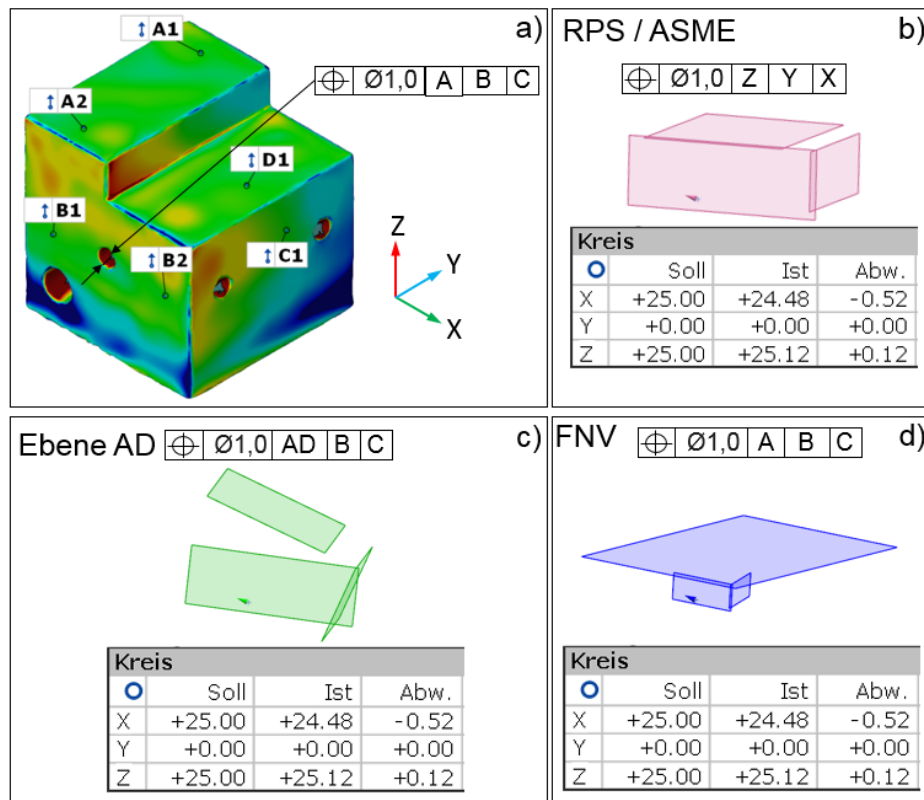 a)
A1
⌖ Ø1,0 A B C
A2
D1
B1
B2
C1
Z
Y
X
b)
RPS / ASME
⌖ Ø1,0 Z Y X
Kreis
Soll Ist Abw.
X +25.00 +24.48 -0.52
Y +0.00 +0.00 +0.00
Z +25.00 +25.12 +0.12
c)
Ebene AD ⌖ Ø1,0 AD B C
Kreis
Soll Ist Abw.
X +25.00 +24.48 -0.52
Y +0.00 +0.00 +0.00
Z +25.00 +25.12 +0.12
d)
FNV ⌖ Ø1,0 A B C
Kreis
Soll Ist Abw.
X +25.00 +24.48 -0.52
Y +0.00 +0.00 +0.00
Z +25.00 +25.12 +0.12